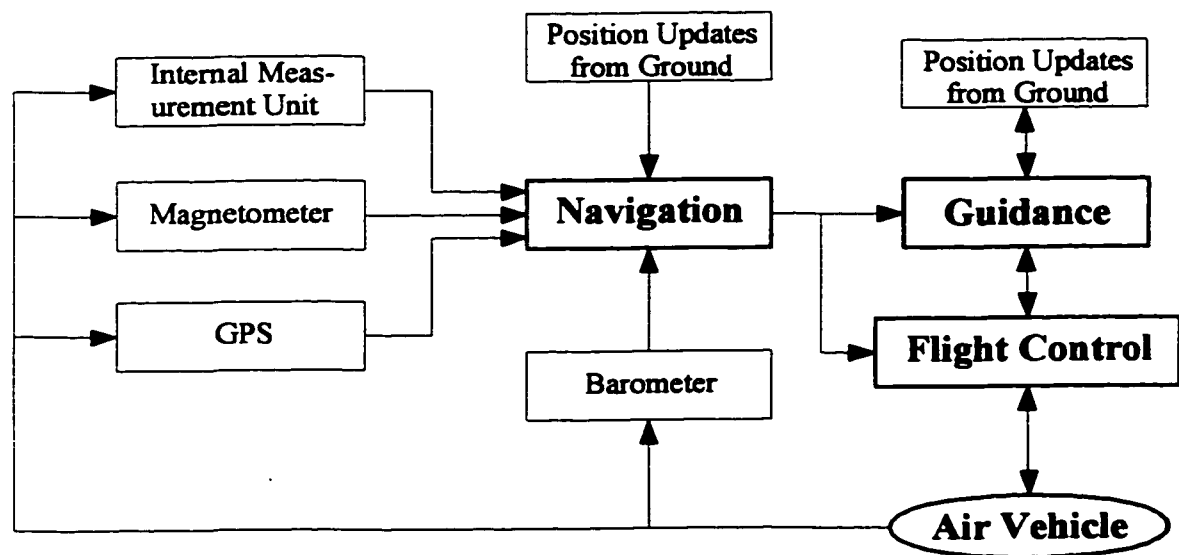 Internal Meas-
urement Unit
Position Updates
from Ground
Position Updates
from Ground
Magnetometer
Navigation
Guidance
GPS
Barometer
Flight Control
Air Vehicle